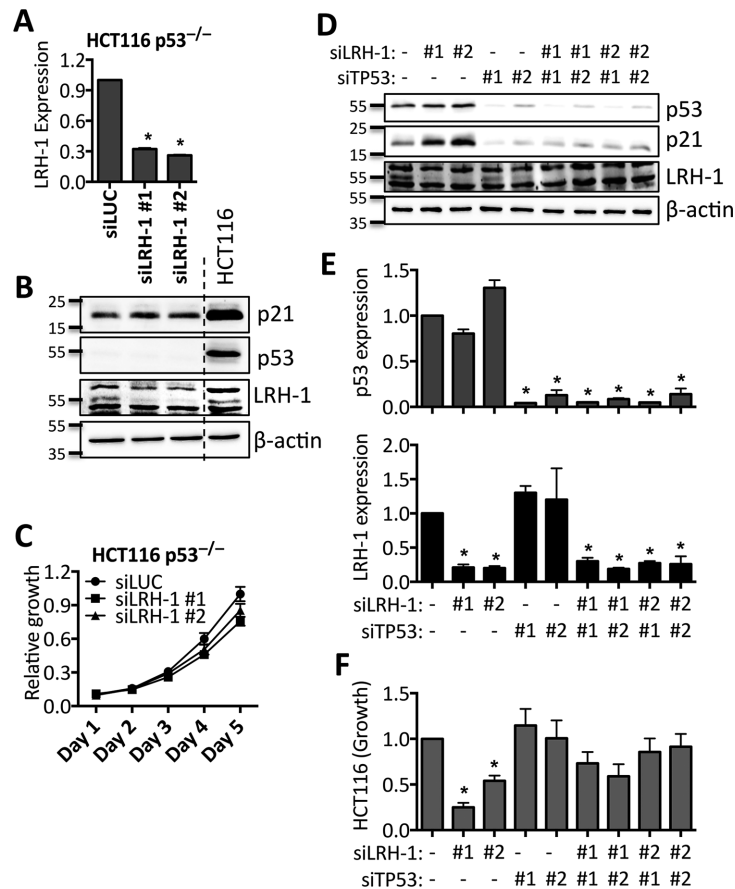 A
HCT116 p53–/–
LRH-1 Expression
1.2
0.9
0.6
0.3
0.0
*
*
siLUC
siLRH-1 #1
siLRH-1 #2
HCT116
B
25
15
p21
55
p53
55
LRH-1
55
35
β-actin
C
HCT116 p53–/–
Relative growth
1.2
0.9
0.6
0.3
0.0
siLUC
siLRH-1 #1
siLRH-1 #2
Day 1
Day 2
Day 3
Day 4
Day 5
D
siLRH-1: - #1 #2 - - #1 #1 #2 #2
siTP53: - - - #1 #2 #1 #2 #1 #2
55
p53
25
15
p21
55
LRH-1
55
35
β-actin
E
p53 expression
1.5
1.0
0.5
0.0
* * * * * *
LRH-1 expression
2.0
1.5
1.0
0.5
0.0
* * * * * *
siLRH-1: - #1 #2 - - #1 #1 #2 #2
siTP53: - - - #1 #2 #1 #2 #1 #2
F
HCT116 (Growth)
1.5
1.0
0.5
0.0
* *
siLRH-1: - #1 #2 - - #1 #1 #2 #2
siTP53: - - - #1 #2 #1 #2 #1 #2